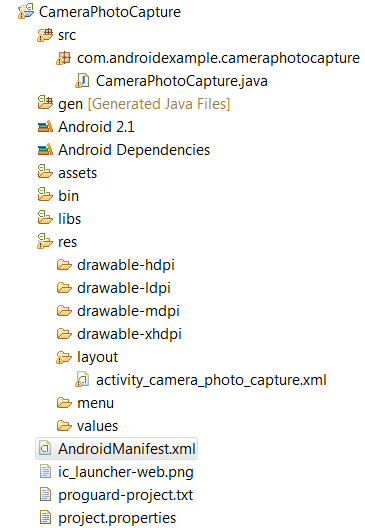 CameraPhotoCapture
src
com.androidexample.cameraphotocapture
CameraPhotoCapture.java
gen [Generated Java Files]
Android 2.1
Android Dependencies
assets
bin
libs
res
drawable-hdpi
drawable-ldpi
drawable-mdpi
drawable-xhdpi
layout
activity_camera_photo_capture.xml
menu
values
AndroidManifest.xml
ic_launcher-web.png
proguard-project.txt
project.properties